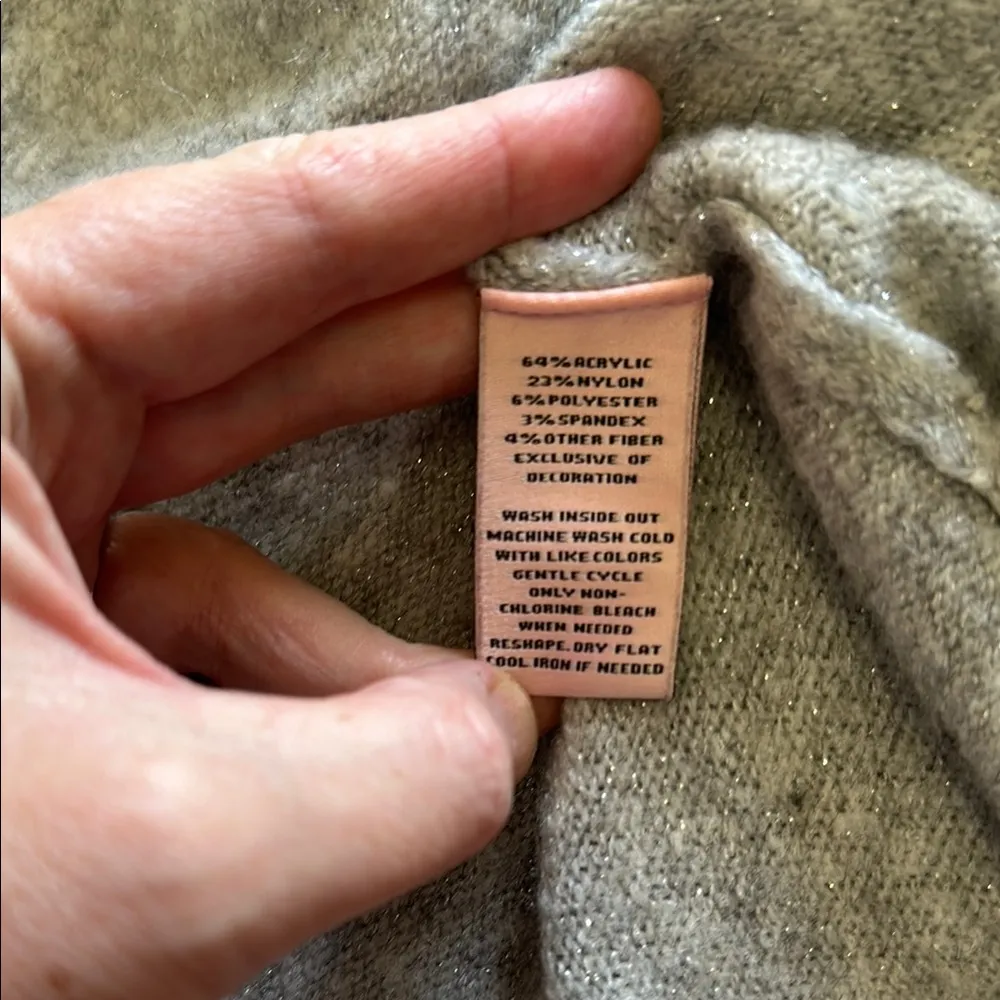 64% ACRYLIC
23% NYLON
6% POLYESTER
3% SPANDEX
4% OTHER FIBER
EXCLUSIVE OF
DECORATION
WASH INSIDE OUT
MACHINE WASH COLD
WITH LIKE COLORS
GENTLE CYCLE
ONLY NON-
CHLORINE BLEACH
WHEN NEEDED
RESHAPE. DRY FLAT
COOL IRON IF NEEDED